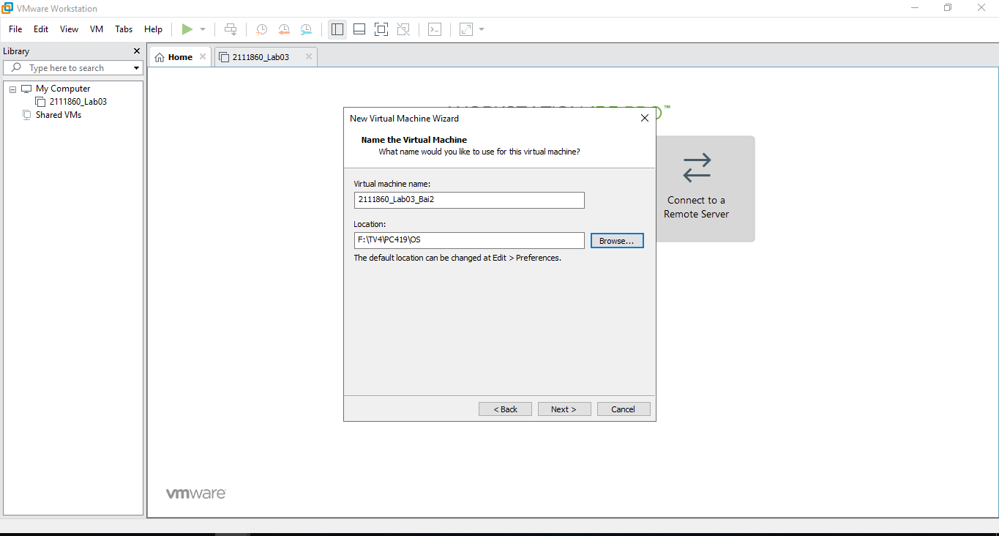 VMware Workstation
File Edit View VM Tabs Help
Library
Type here to search
My Computer
2111860_Lab03
Shared VMs
Home
2111860_Lab03
PRO™
New Virtual Machine Wizard
Name the Virtual Machine
What name would you like to use for this virtual machine?
Virtual machine name:
2111860_Lab03_Bai2
Location:
F:\TV4\PC419\OS
Browse...
The default location can be changed at Edit > Preferences.
< Back
Next >
Cancel
Connect to a
Remote Server
vmware